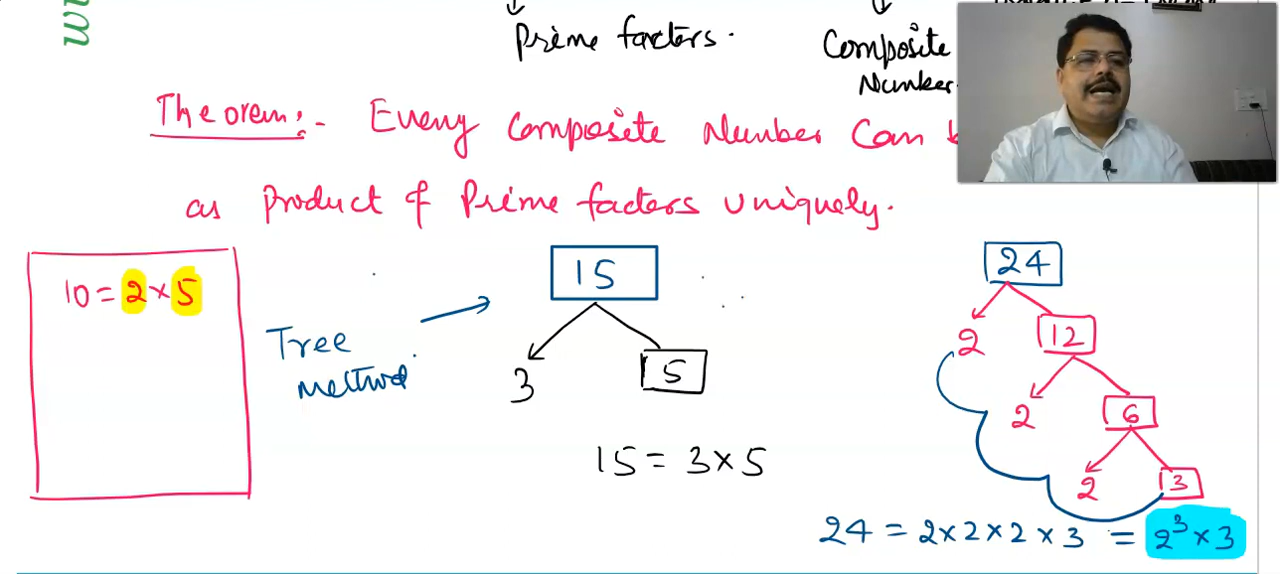 Prime factors.
Composite
Number.
Theorem:- Every Composite Number Can
as Product of Prime factors uniquely.
10 = 2 × 5
Tree
method
15
3
5
15 = 3 × 5
24
2
12
2
6
2
3
24 = 2 × 2 × 2 × 3 = 2³ × 3